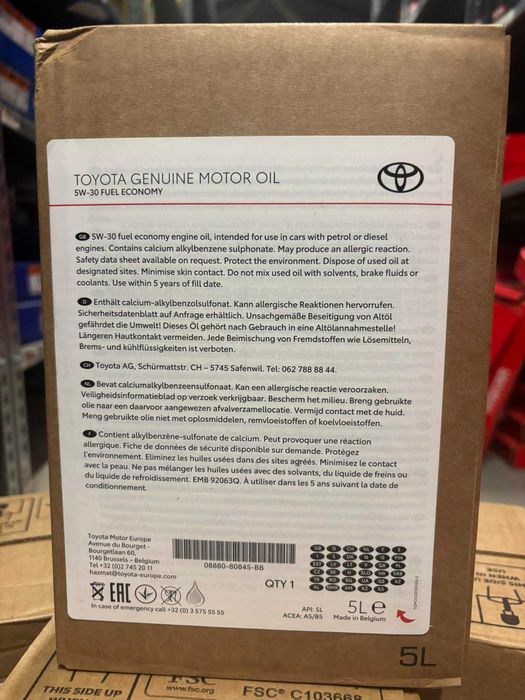 TOYOTA GENUINE MOTOR OIL
5W-30 FUEL ECONOMY
GB 5W-30 fuel economy engine oil, intended for use in cars with petrol or diesel
engines. Contains calcium alkylbenzene sulphonate. May produce an allergic reaction.
Safety data sheet available on request. Protect the environment. Dispose of used oil at
designated sites. Minimise skin contact. Do not mix used oil with solvents, brake fluids or
coolants. Use within 5 years of fill date.
D Enthält calcium-alkylbenzolsulfonat. Kann allergische Reaktionen hervorrufen.
Sicherheitsdatenblatt auf Anfrage erhältlich. Unsachgemäße Beseitigung von Altöl
gefährdet die Umwelt! Dieses Öl gehört nach Gebrauch in eine Altölannahmestelle!
Längeren Hautkontakt vermeiden. Jede Beimischung von Fremdstoffen wie Lösemitteln,
Brems- und kühlflüssigkeiten ist verboten.
CH Toyota AG, Schürmattstr. CH – 5745 Safenwil. Tel: 062 788 88 44.
NL Bevat calciumalkylbenzeensulfonaat. Kan een allergische reactie veroorzaken.
Veiligheidsinformatieblad op verzoek verkrijgbaar. Bescherm het milieu. Breng gebruikte
olie naar een daarvoor aangewezen afvalverzamellocatie. Vermijd contact met de huid.
Meng gebruikte olie niet met oplosmiddelen, remvloeistoffen of koelvloeistoffen.
F Contient alkylbenzène-sulfonate de calcium. Peut provoquer une réaction
allergique. Fiche de données de sécurité disponible sur demande. Protégez
l'environnement. Eliminez les huiles usées dans des sites agréés. Minimisez le contact
avec la peau. Ne pas mélanger les huiles usées avec des solvants, du liquide de freins ou
du liquide de refroidissement. EMB 92063Q. À utiliser dans les 5 ans suivant la date de
conditionnement.
Toyota Motor Europe
Avenue du Bourget -
Bourgetlaan 60,
1140 Brussels - Belgium
Tel +32 (0)2 745 20 11
hazmat@toyota-europe.com
08880-80845-BB
QTY 1
EAC
In case of emergency call +32 (0) 3 575 55 55
API: SL
ACEA: A5/B5
5L e
Made in Belgium
5L
THIS SIDE UP
FSC
www.fsc.org
FSC® C103668